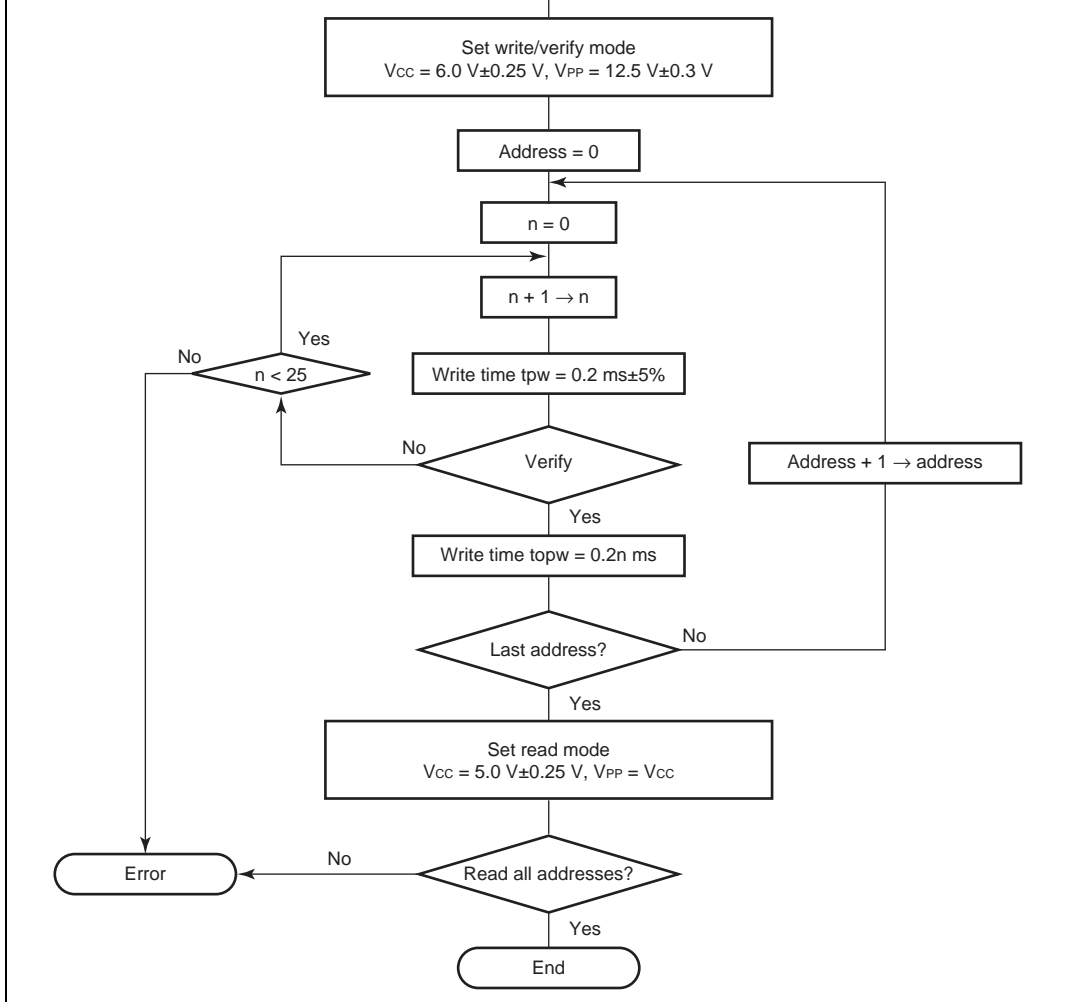 Set write/verify mode
VCC = 6.0 V±0.25 V, VPP = 12.5 V±0.3 V
Address = 0
n = 0
n + 1 → n
Yes
No
n < 25
Write time tpw = 0.2 ms±5%
No
Verify
Address + 1 → address
Yes
Write time topw = 0.2n ms
Last address?
No
Yes
Set read mode
VCC = 5.0 V±0.25 V, VPP = VCC
Error
No
Read all addresses?
Yes
End